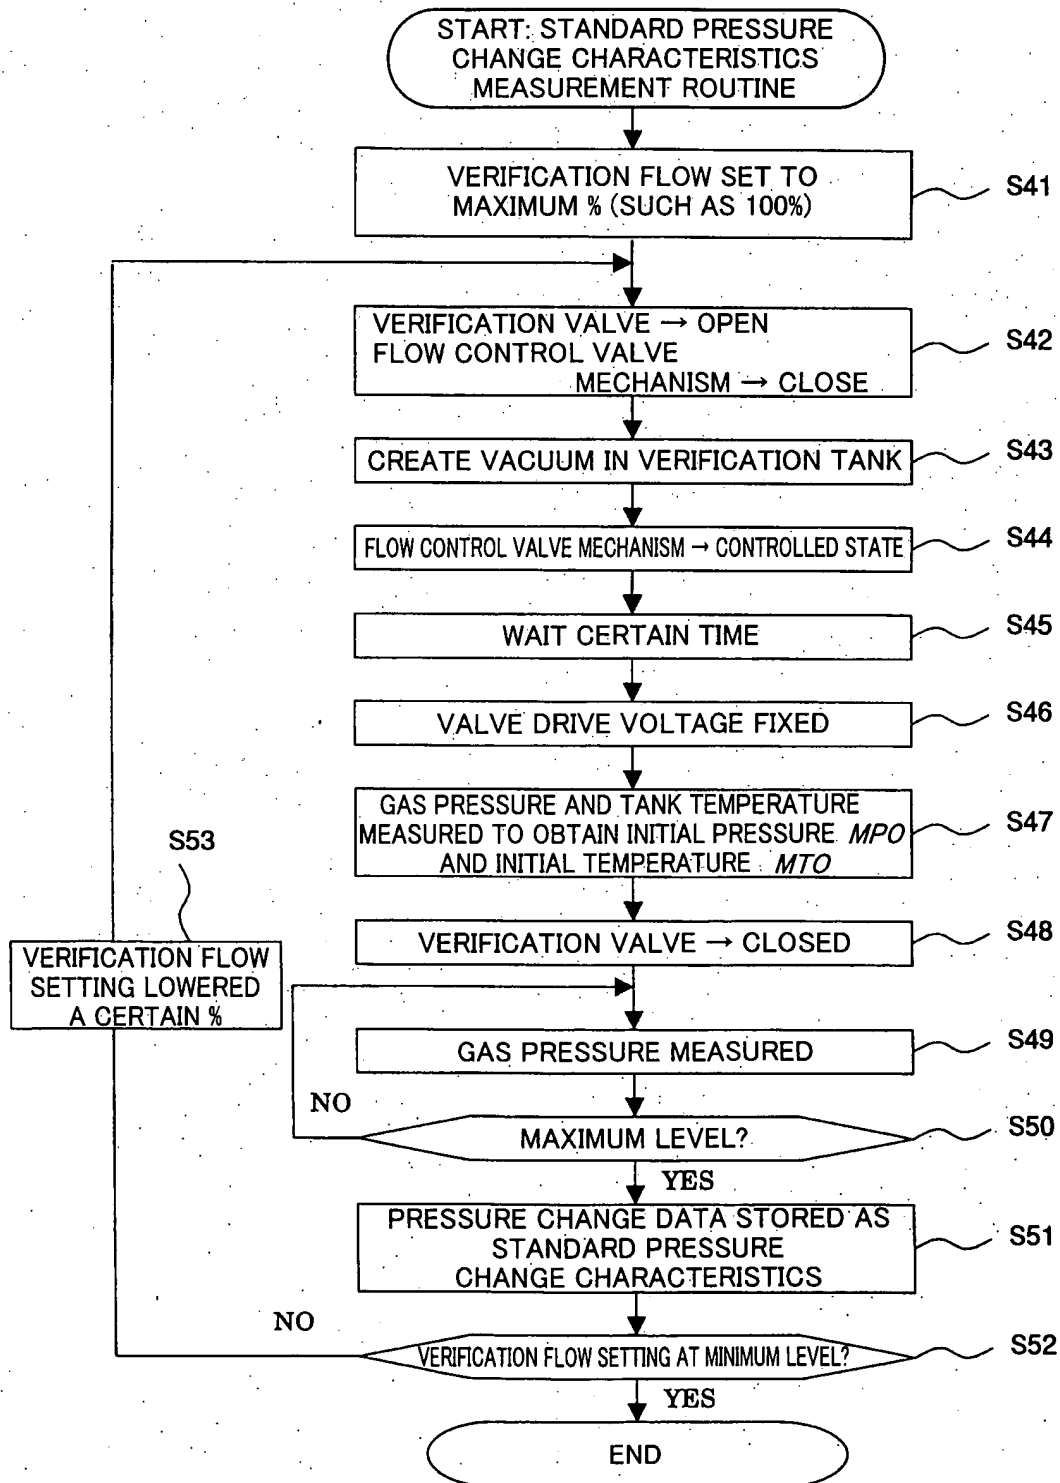 START: STANDARD PRESSURE
CHANGE CHARACTERISTICS
MEASUREMENT ROUTINE
VERIFICATION FLOW SET TO
MAXIMUM % (SUCH AS 100%)
S41
VERIFICATION VALVE → OPEN
FLOW CONTROL VALVE
MECHANISM → CLOSE
S42
CREATE VACUUM IN VERIFICATION TANK
S43
FLOW CONTROL VALVE MECHANISM → CONTROLLED STATE
S44
WAIT CERTAIN TIME
S45
VALVE DRIVE VOLTAGE FIXED
S46
GAS PRESSURE AND TANK TEMPERATURE
MEASURED TO OBTAIN INITIAL PRESSURE MPO
AND INITIAL TEMPERATURE MTO
S47
VERIFICATION VALVE → CLOSED
S48
S53
VERIFICATION FLOW
SETTING LOWERED
A CERTAIN %
GAS PRESSURE MEASURED
S49
NO
MAXIMUM LEVEL?
S50
YES
PRESSURE CHANGE DATA STORED AS
STANDARD PRESSURE
CHANGE CHARACTERISTICS
S51
NO
VERIFICATION FLOW SETTING AT MINIMUM LEVEL?
S52
YES
END